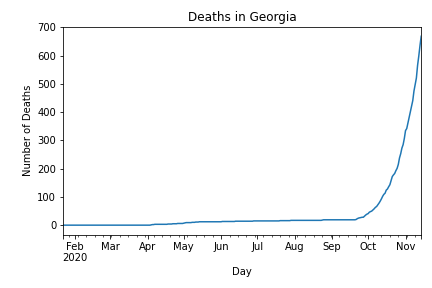 Deaths in Georgia
700
600
500
400
300
200
100
0
Number of Deaths
Feb Mar Apr May Jun Jul Aug Sep Oct Nov
2020
Day